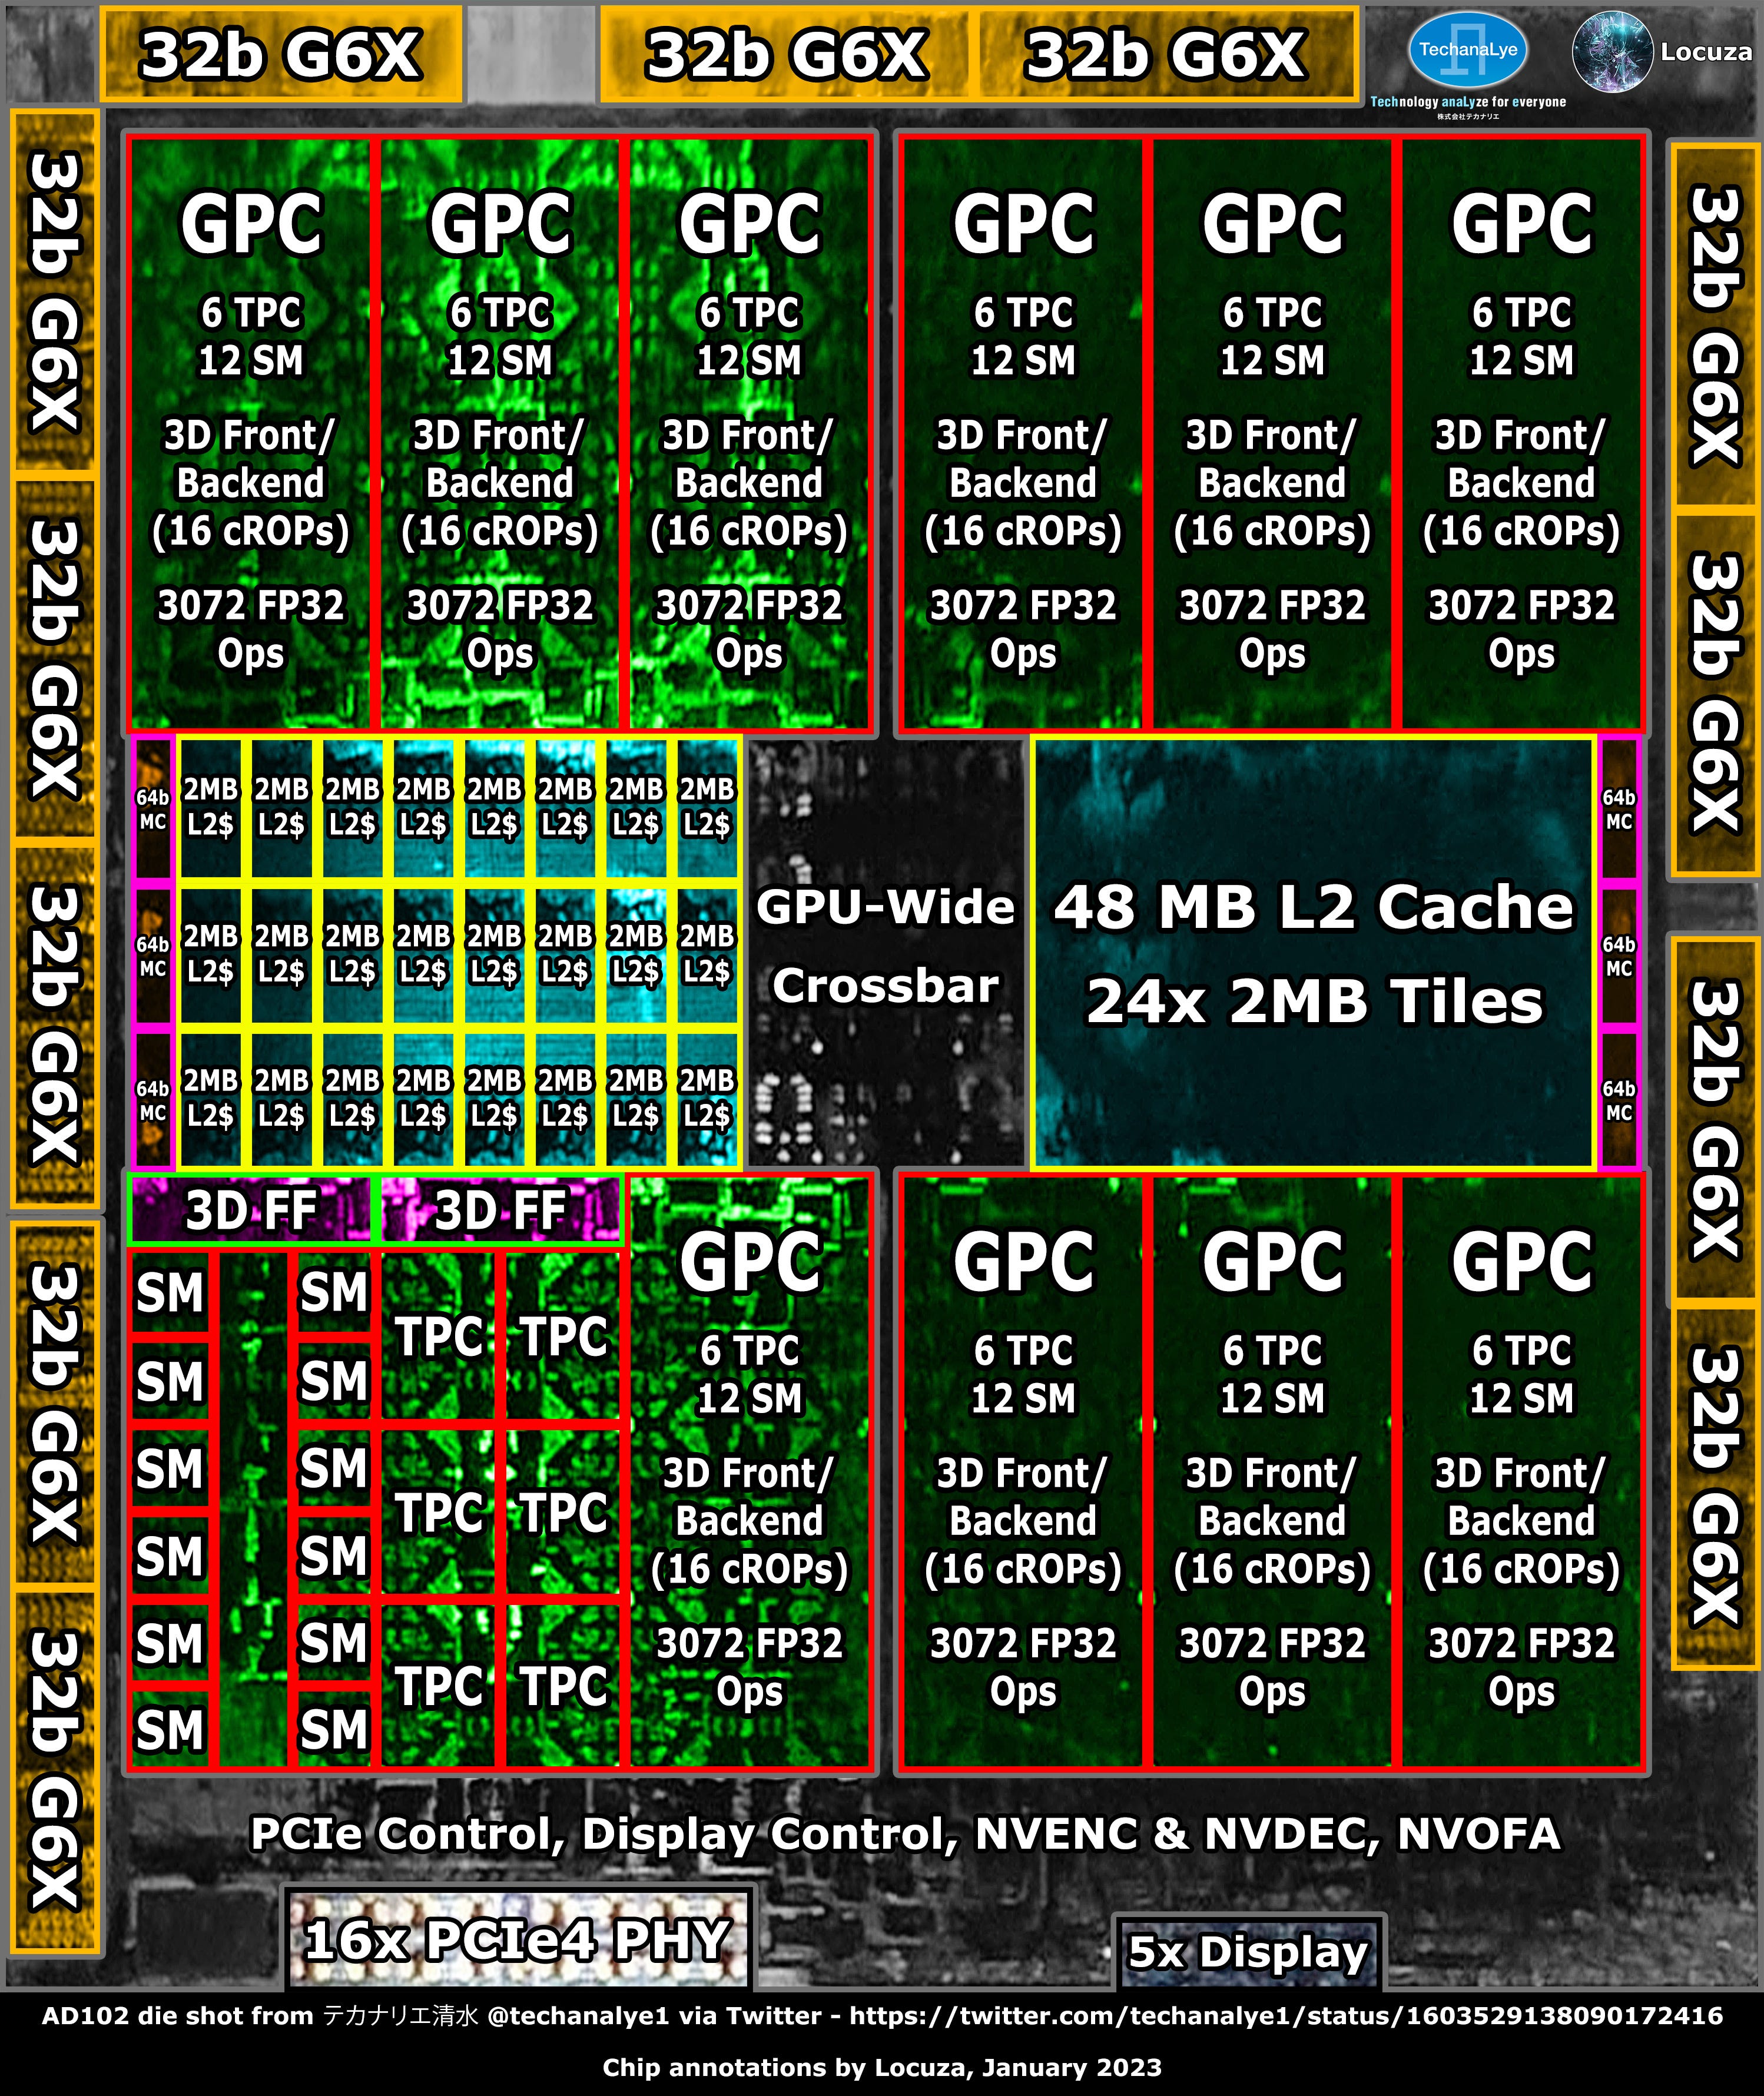 32b G6X
32b G6X
32b G6X
TechanaLye
Technology anaLyze for everyone
株式会社テカナリエ
Locuza
32b G6X
32b G6X
32b G6X
32b G6X
32b G6X
32b G6X
32b G6X
32b G6X
32b G6X
GPC
6 TPC
12 SM
3D Front/
Backend
(16 cROPs)
3072 FP32
Ops
GPC
6 TPC
12 SM
3D Front/
Backend
(16 cROPs)
3072 FP32
Ops
GPC
6 TPC
12 SM
3D Front/
Backend
(16 cROPs)
3072 FP32
Ops
GPC
6 TPC
12 SM
3D Front/
Backend
(16 cROPs)
3072 FP32
Ops
GPC
6 TPC
12 SM
3D Front/
Backend
(16 cROPs)
3072 FP32
Ops
GPC
6 TPC
12 SM
3D Front/
Backend
(16 cROPs)
3072 FP32
Ops
64b
MC
2MB
L2$
2MB
L2$
2MB
L2$
2MB
L2$
2MB
L2$
2MB
L2$
2MB
L2$
2MB
L2$
64b
MC
2MB
L2$
2MB
L2$
2MB
L2$
2MB
L2$
2MB
L2$
2MB
L2$
2MB
L2$
2MB
L2$
64b
MC
2MB
L2$
2MB
L2$
2MB
L2$
2MB
L2$
2MB
L2$
2MB
L2$
2MB
L2$
2MB
L2$
GPU-Wide
Crossbar
48 MB L2 Cache
24x 2MB Tiles
64b
MC
64b
MC
64b
MC
3D FF
3D FF
SM
SM
SM
SM
SM
SM
SM
SM
SM
SM
SM
SM
TPC
TPC
TPC
TPC
TPC
TPC
GPC
6 TPC
12 SM
3D Front/
Backend
(16 cROPs)
3072 FP32
Ops
GPC
6 TPC
12 SM
3D Front/
Backend
(16 cROPs)
3072 FP32
Ops
GPC
6 TPC
12 SM
3D Front/
Backend
(16 cROPs)
3072 FP32
Ops
GPC
6 TPC
12 SM
3D Front/
Backend
(16 cROPs)
3072 FP32
Ops
PCIe Control, Display Control, NVENC & NVDEC, NVOFA
16x PCIe4 PHY
5x Display
AD102 die shot from テカナリエ清水 @techanalye1 via Twitter - https://twitter.com/techanalye1/status/1603529138090172416
Chip annotations by Locuza, January 2023